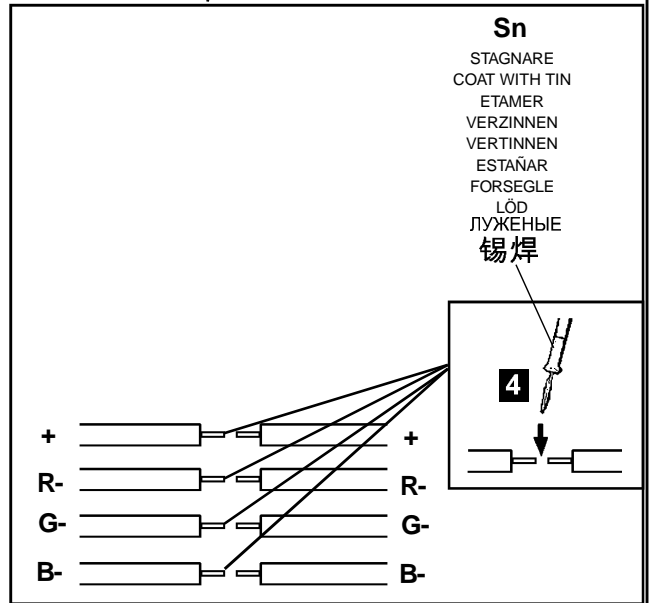 Sn
STAGNARE
COAT WITH TIN
ETAMER
VERZINNEN
VERTINNEN
ESTAÑAR
FORSEGLE
LÖD
ЛУЖЕНЫЕ
锡焊
4
+ +
R- R-
G- G-
B- B-